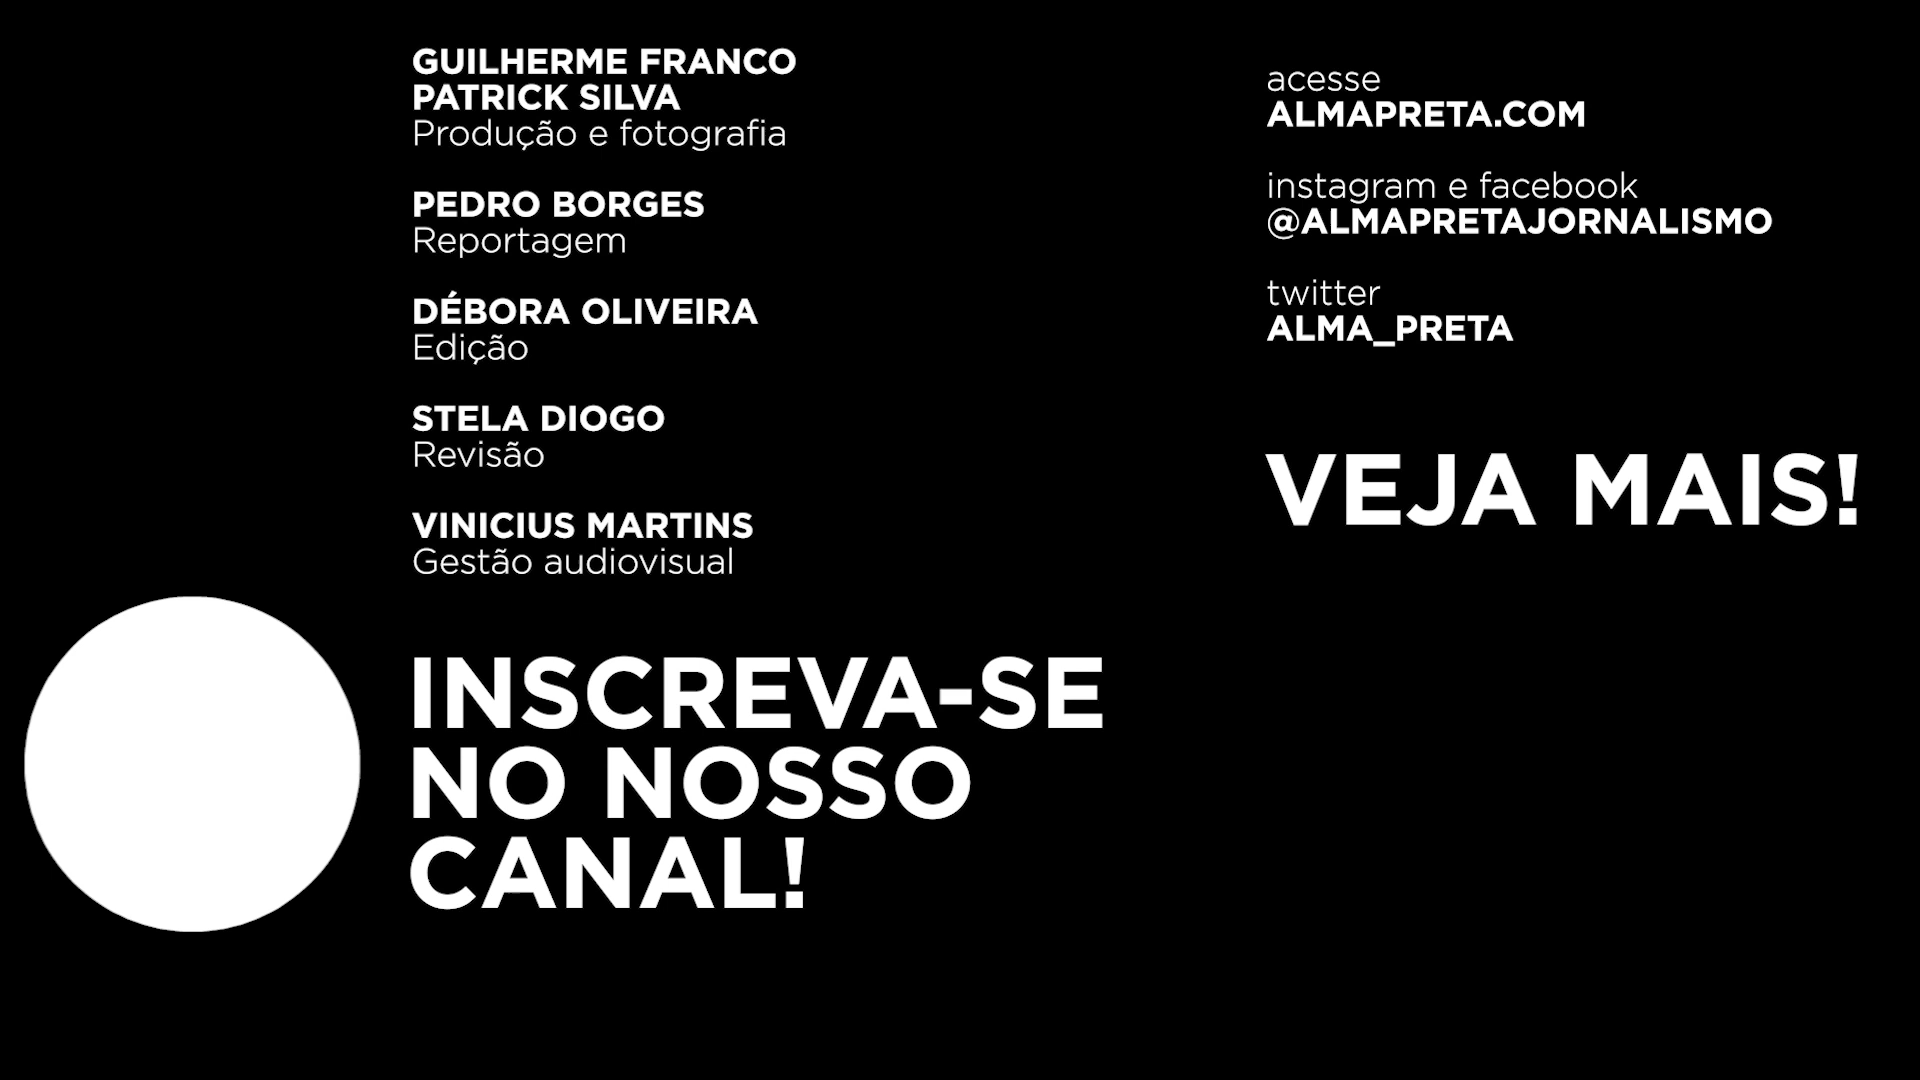 GUILHERME FRANCO
PATRICK SILVA
Produção e fotografia
PEDRO BORGES
Reportagem
DÉBORA OLIVEIRA
Edição
STELA DIOGO
Revisão
VINICIUS MARTINS
Gestão audiovisual
INSCREVA-SE
NO NOSSO
CANAL!
acesse
ALMAPRETA.COM
instagram e facebook
@ALMAPRETAJORNALISMO
twitter
ALMA_PRETA
VEJA MAIS!